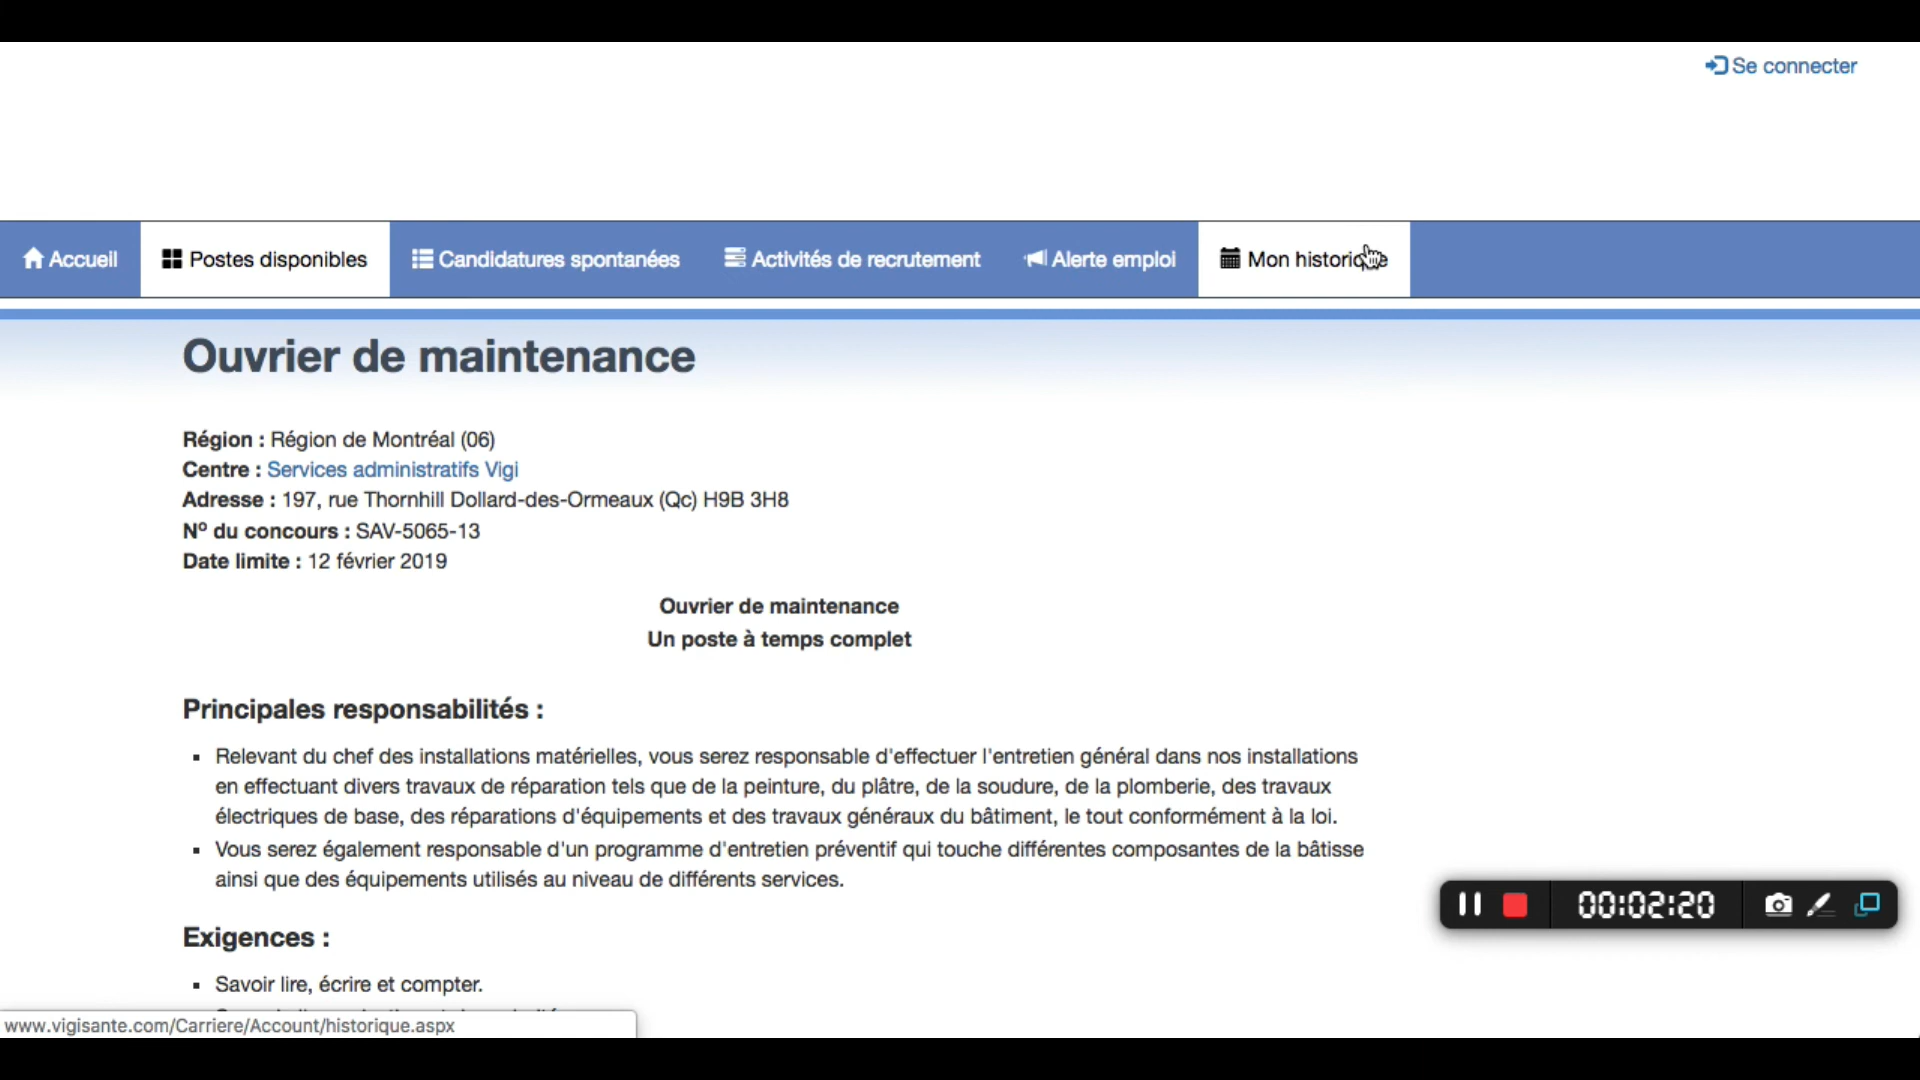 Se connecter
Accueil
Postes disponibles
Candidatures spontanées
Activités de recrutement
Alerte emploi
Mon historique
Ouvrier de maintenance
Région : Région de Montréal (06)
Centre : Services administratifs Vigi
Adresse : 197, rue Thornhill Dollard-des-Ormeaux (Qc) H9B 3H8
Nº du concours : SAV-5065-13
Date limite : 12 février 2019
Ouvrier de maintenance
Un poste à temps complet
Principales responsabilités :
Relevant du chef des installations matérielles, vous serez responsable d'effectuer l'entretien général dans nos installations
en effectuant divers travaux de réparation tels que de la peinture, du plâtre, de la soudure, de la plomberie, des travaux
électriques de base, des réparations d'équipements et des travaux généraux du bâtiment, le tout conformément à la loi.
Vous serez également responsable d'un programme d'entretien préventif qui touche différentes composantes de la bâtisse
ainsi que des équipements utilisés au niveau de différents services.
00:02:20
Exigences :
Savoir lire, écrire et compter.
www.vigisante.com/Carriere/Account/historique.aspx